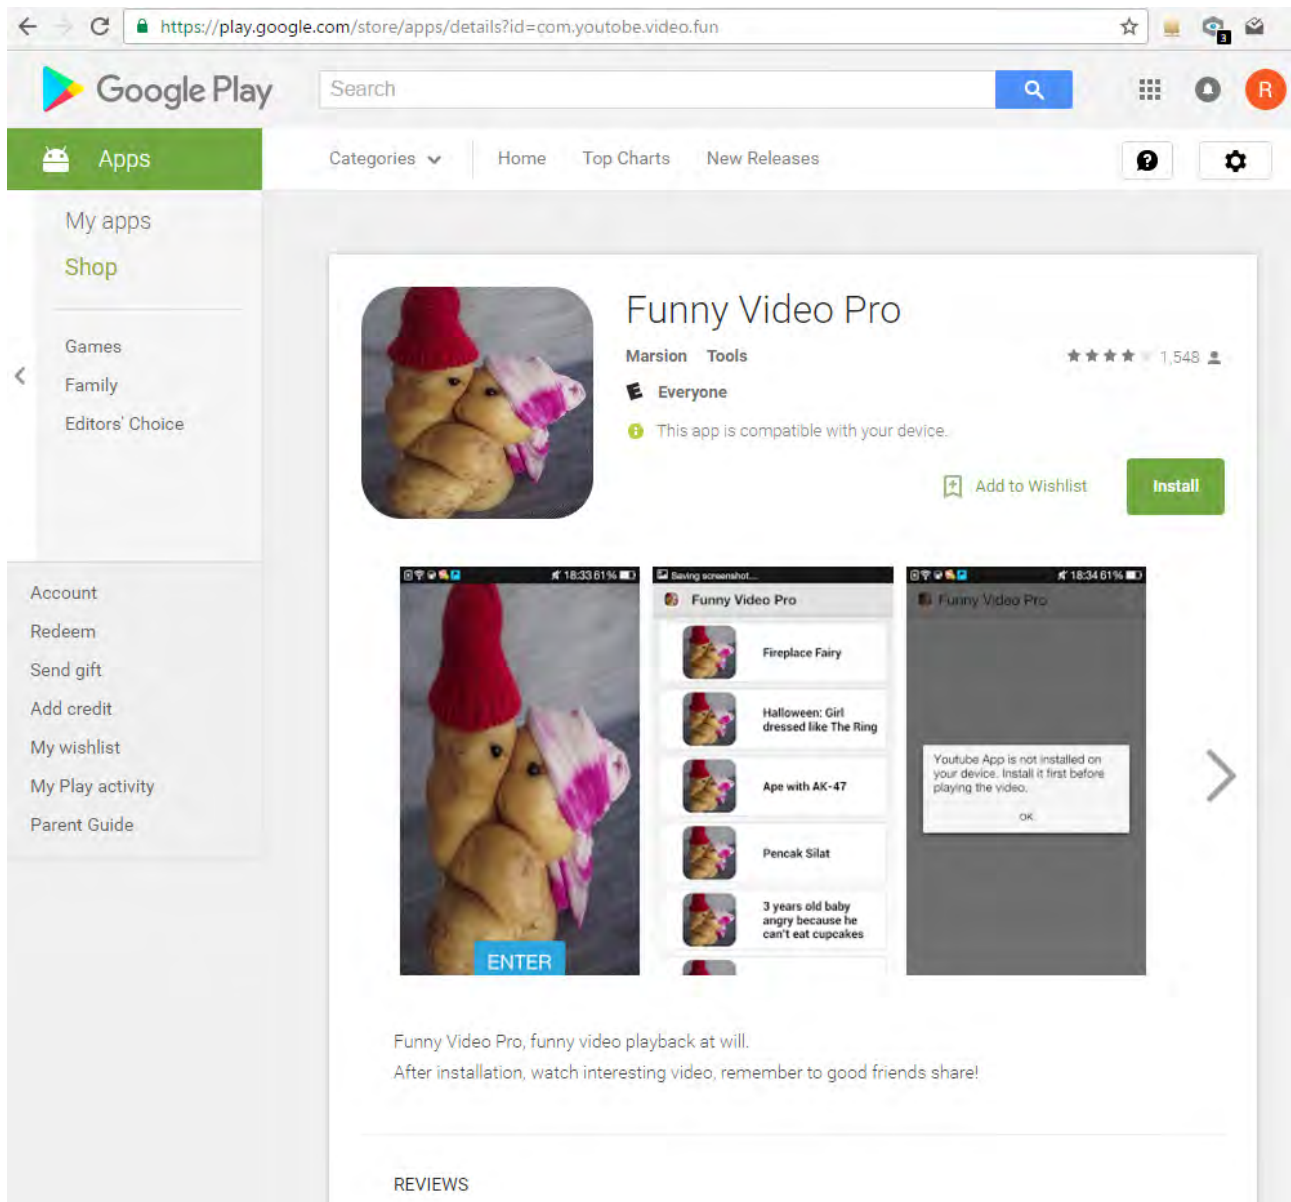 https://play.google.com/store/apps/details?id=com.youtobe.video.fun
3
Google Play
Search
R
Apps
Categories
Home
Top Charts
New Releases
My apps
Shop
Games
Family
Editors' Choice
Account
Redeem
Send gift
Add credit
My wishlist
My Play activity
Parent Guide
Funny Video Pro
Marsion Tools
1,548
E Everyone
This app is compatible with your device.
Add to Wishlist
Install
18:33 61%
ENTER
Saving screenshot...
Funny Video Pro
Fireplace Fairy
Halloween: Girl
dressed like The Ring
Ape with AK-47
Pencak Silat
3 years old baby
angry because he
can't eat cupcakes
18:34 61%
Funny Video Pro
Youtube App is not installed on
your device. Install it first before
playing the video.
OK
Funny Video Pro, funny video playback at will.
After installation, watch interesting video, remember to good friends share!
REVIEWS